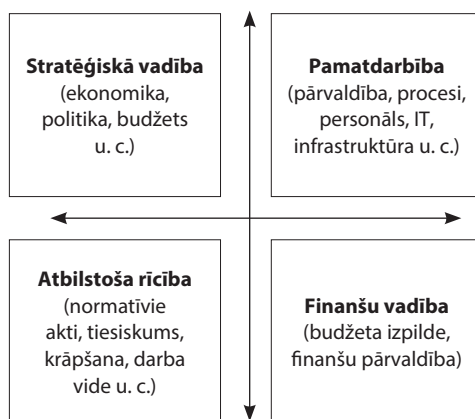 Stratēģiskā vadība
(ekonomika,
politika, budžets
u. c.)
Pamatdarbība
(pārvaldība, procesi,
personāls, IT,
infrastruktūra u. c.)
Atbilstoša rīcība
(normatīvie
akti, tiesiskums,
krāpšana, darba
vide u. c.)
Finanšu vadība
(budžeta izpilde,
finanšu pārvaldība)